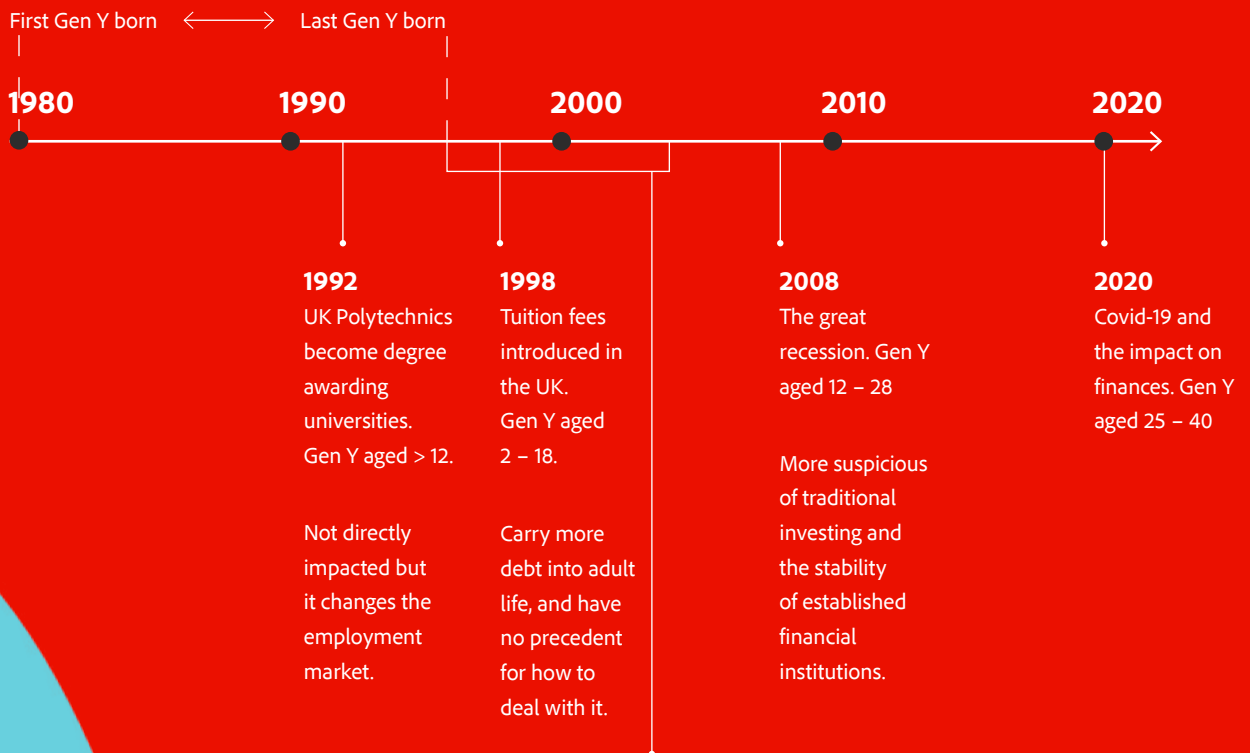 First Gen Y born
Last Gen Y born
1980
1990
2000
2010
2020
1992
UK Polytechnics
become degree
awarding
universities.
Gen Y aged > 12.
Not directly
impacted but
it changes the
employment
market.
1998
Tuition fees
introduced in
the UK.
Gen Y aged
2 – 18.
Carry more
debt into adult
life, and have
no precedent
for how to
deal with it.
2008
The great
recession. Gen Y
aged 12 – 28
More suspicious
of traditional
investing and
the stability
of established
financial
institutions.
2020
Covid-19 and
the impact on
finances. Gen Y
aged 25 – 40